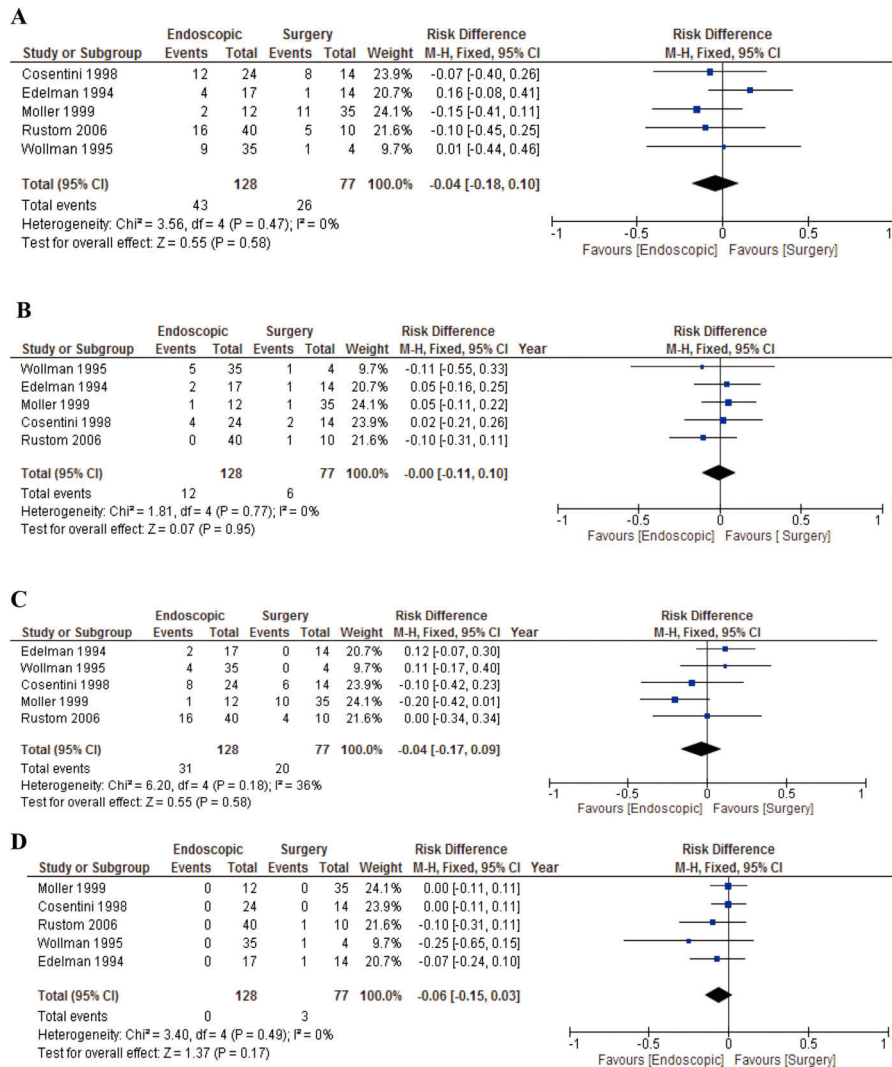 A
Endoscopic Surgery Risk Difference Risk Difference
Study or Subgroup Events Total Events Total Weight M-H, Fixed, 95% CI M-H, Fixed, 95% CI
Cosentini 1998 12 24 8 14 23.9% -0.07 [-0.40, 0.26]
Edelman 1994 4 17 1 14 20.7% 0.16 [-0.08, 0.41]
Moller 1999 2 12 11 35 24.1% -0.15 [-0.41, 0.11]
Rustom 2006 16 40 5 10 21.6% -0.10 [-0.45, 0.25]
Wollman 1995 9 35 1 4 9.7% 0.01 [-0.44, 0.46]
Total (95% CI) 128 77 100.0% -0.04 [-0.18, 0.10]
Total events 43 26
Heterogeneity: Chi² = 3.56, df = 4 (P = 0.47); I² = 0%
Test for overall effect: Z = 0.55 (P = 0.58)
-1 -0.5 0 0.5 1
Favours [Endoscopic] Favours [Surgery]
B
Endoscopic Surgery Risk Difference Risk Difference
Study or Subgroup Events Total Events Total Weight M-H, Fixed, 95% CI Year M-H, Fixed, 95% CI
Wollman 1995 5 35 1 4 9.7% -0.11 [-0.55, 0.33]
Edelman 1994 2 17 1 14 20.7% 0.05 [-0.16, 0.25]
Moller 1999 1 12 1 35 24.1% 0.05 [-0.11, 0.22]
Cosentini 1998 4 24 2 14 23.9% 0.02 [-0.21, 0.26]
Rustom 2006 0 40 1 10 21.6% -0.10 [-0.31, 0.11]
Total (95% CI) 128 77 100.0% -0.00 [-0.11, 0.10]
Total events 12 6
Heterogeneity: Chi² = 1.81, df = 4 (P = 0.77); I² = 0%
Test for overall effect: Z = 0.07 (P = 0.95)
-1 -0.5 0 0.5 1
Favours [Endoscopic] Favours [ Surgery]
C
Endoscopic Surgery Risk Difference Risk Difference
Study or Subgroup Events Total Events Total Weight M-H, Fixed, 95% CI Year M-H, Fixed, 95% CI
Edelman 1994 2 17 0 14 20.7% 0.12 [-0.07, 0.30]
Wollman 1995 4 35 0 4 9.7% 0.11 [-0.17, 0.40]
Cosentini 1998 8 24 6 14 23.9% -0.10 [-0.42, 0.23]
Moller 1999 1 12 10 35 24.1% -0.20 [-0.42, 0.01]
Rustom 2006 16 40 4 10 21.6% 0.00 [-0.34, 0.34]
Total (95% CI) 128 77 100.0% -0.04 [-0.17, 0.09]
Total events 31 20
Heterogeneity: Chi² = 6.20, df = 4 (P = 0.18); I² = 36%
Test for overall effect: Z = 0.55 (P = 0.58)
-1 -0.5 0 0.5 1
Favours [Endoscopic] Favours [Surgery]
D
Endoscopic Surgery Risk Difference Risk Difference
Study or Subgroup Events Total Events Total Weight M-H, Fixed, 95% CI Year M-H, Fixed, 95% CI
Moller 1999 0 12 0 35 24.1% 0.00 [-0.11, 0.11]
Cosentini 1998 0 24 0 14 23.9% 0.00 [-0.11, 0.11]
Rustom 2006 0 40 1 10 21.6% -0.10 [-0.31, 0.11]
Wollman 1995 0 35 1 4 9.7% -0.25 [-0.65, 0.15]
Edelman 1994 0 17 1 14 20.7% -0.07 [-0.24, 0.10]
Total (95% CI) 128 77 100.0% -0.06 [-0.15, 0.03]
Total events 0 3
Heterogeneity: Chi² = 3.40, df = 4 (P = 0.49); I² = 0%
Test for overall effect: Z = 1.37 (P = 0.17)
-1 -0.5 0 0.5 1
Favours [Endoscopic] Favours [Surgery]